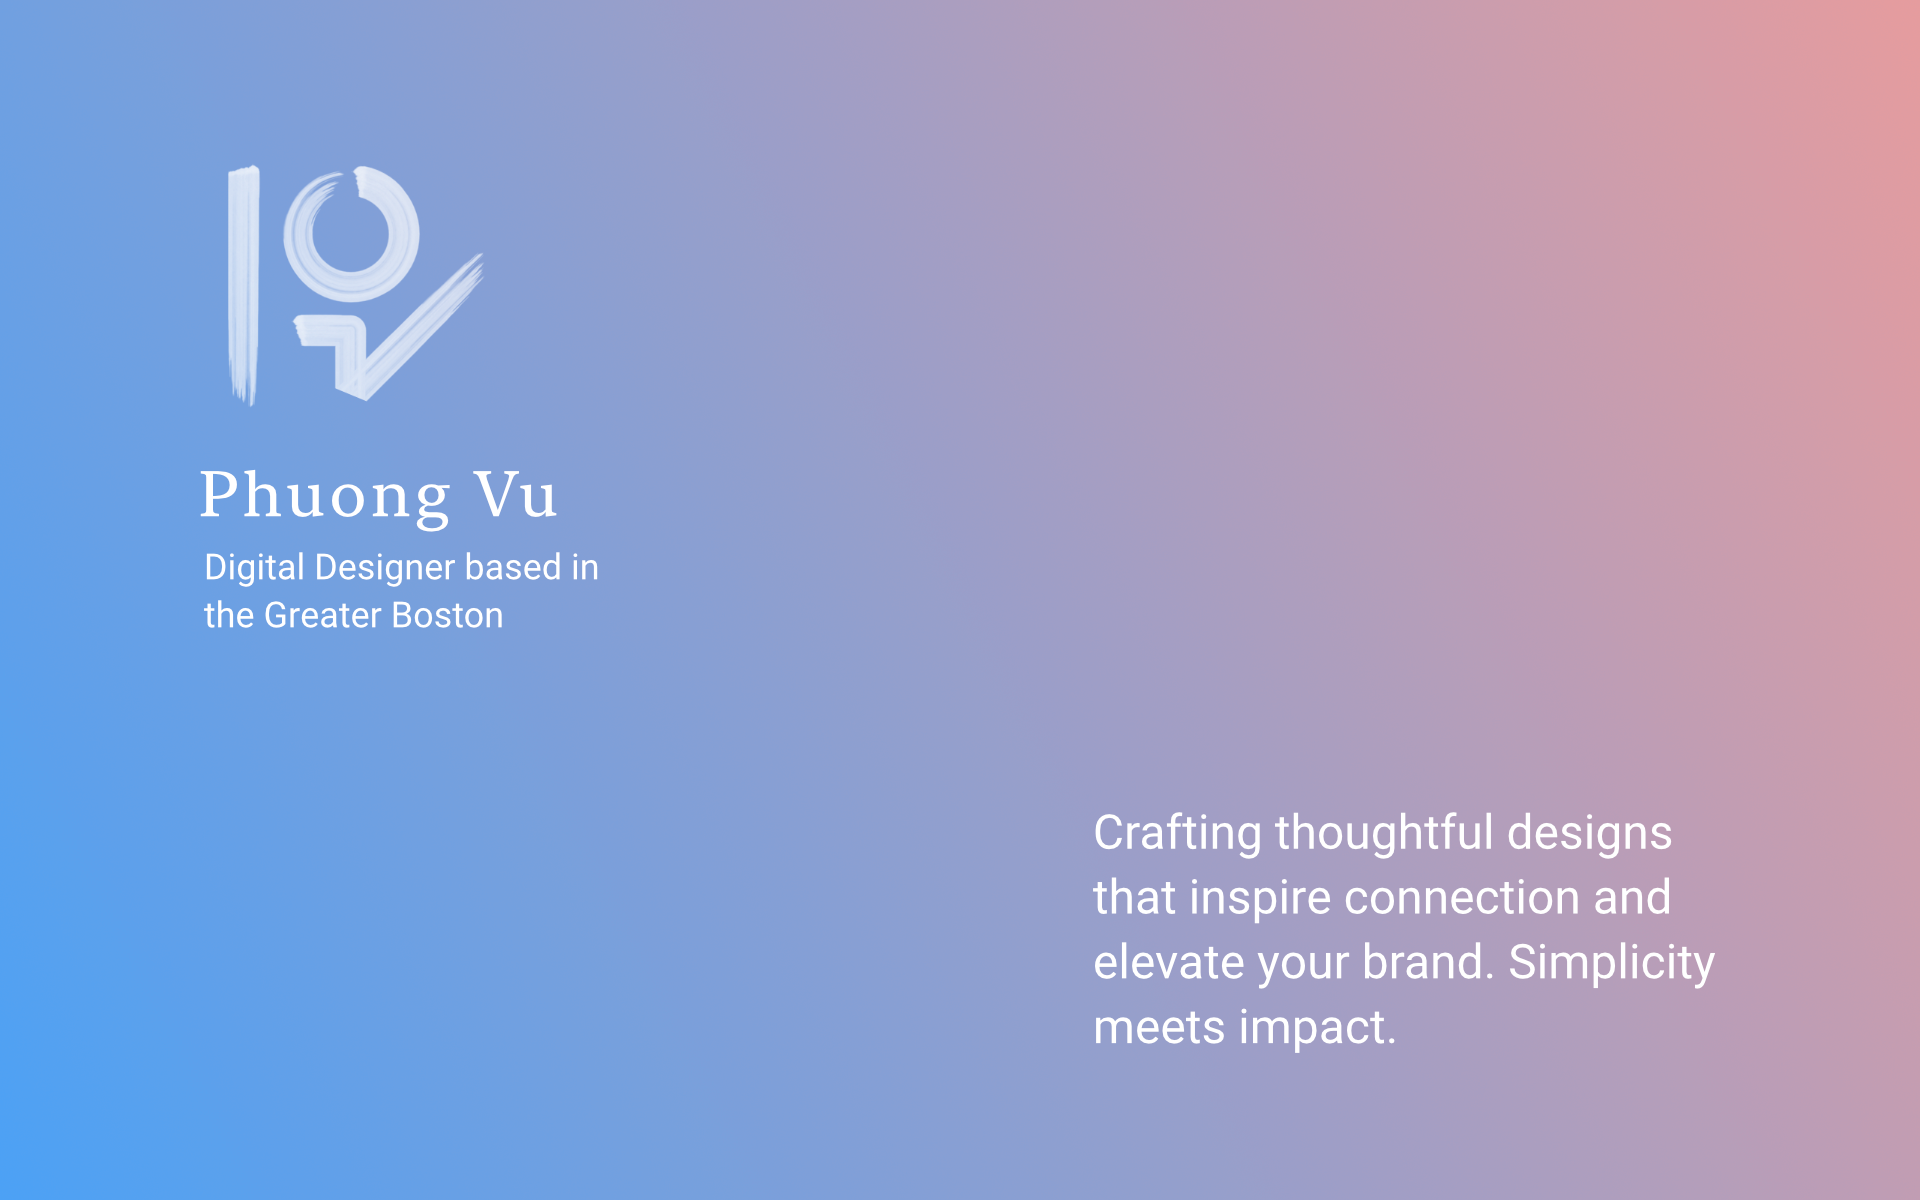 Phuong Vu
Digital Designer based in
the Greater Boston
Crafting thoughtful designs
that inspire connection and
elevate your brand. Simplicity
meets impact.